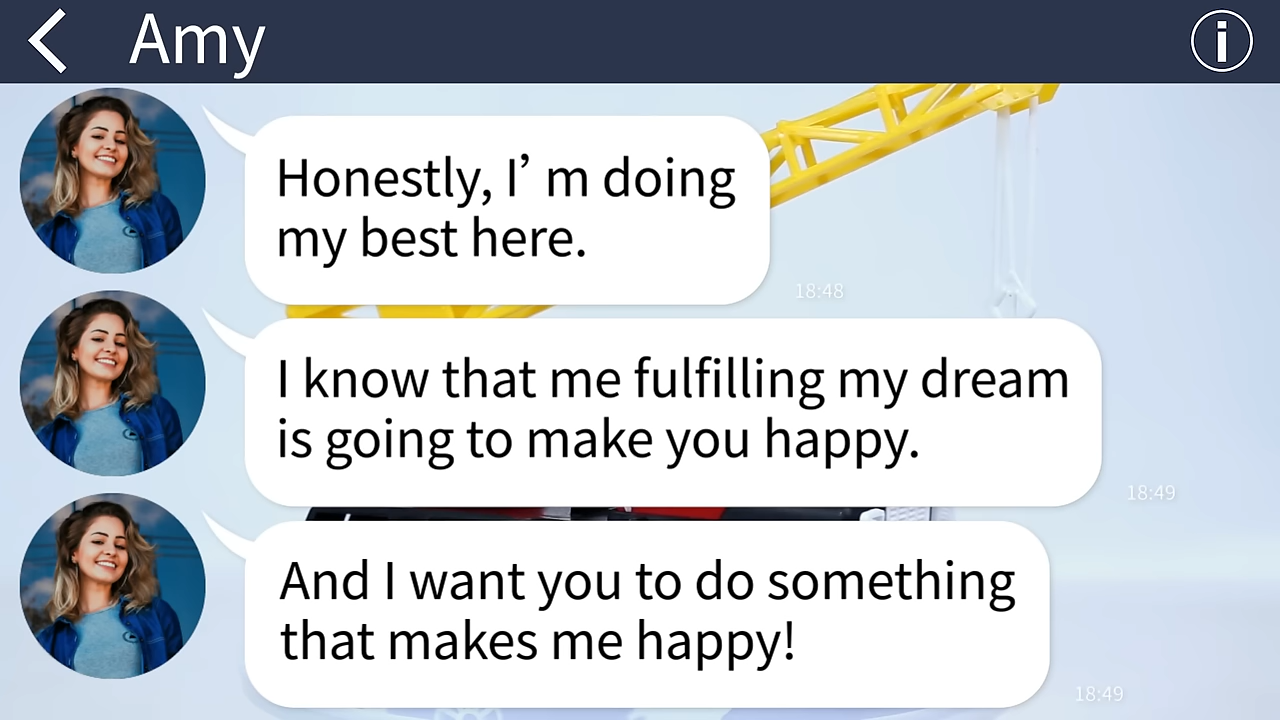 Amy
Honestly, I’ m doing
my best here.
18:48
I know that me fulfilling my dream
is going to make you happy.
18:49
And I want you to do something
that makes me happy!
18:49